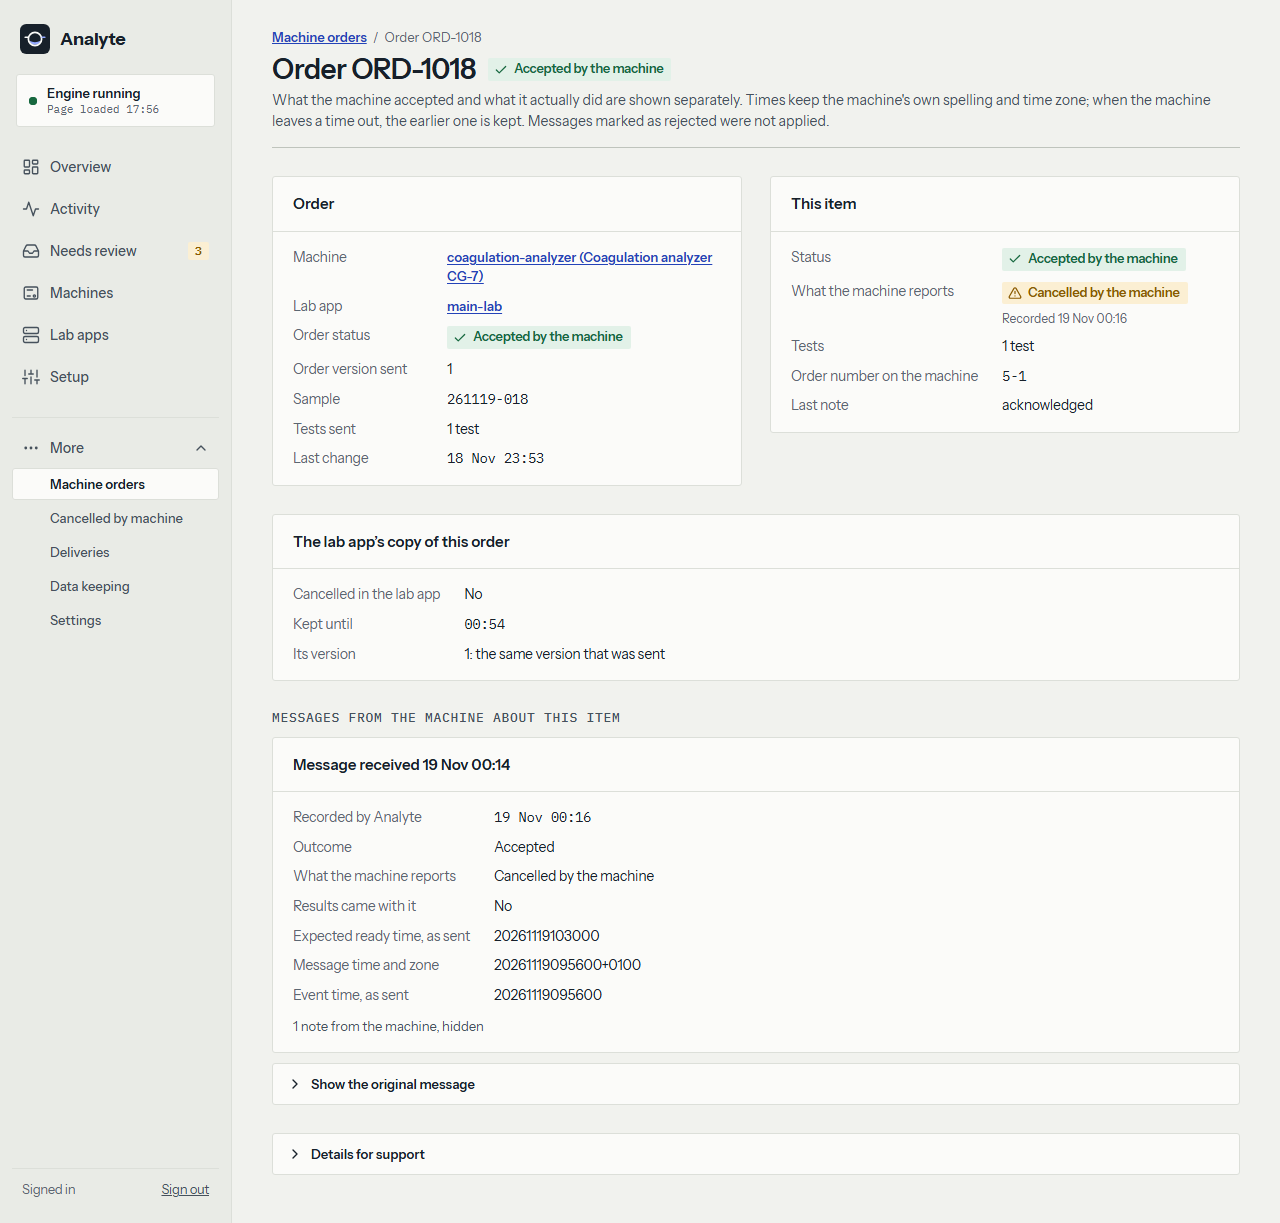 Analyte
Engine running
Page loaded 17:56
Overview
Activity
Needs review 3
Machines
Lab apps
Setup
More
Machine orders
Cancelled by machine
Deliveries
Data keeping
Settings
Signed in Sign out
Machine orders / Order ORD-1018
Order ORD-1018 Accepted by the machine
What the machine accepted and what it actually did are shown separately. Times keep the machine's own spelling and time zone; when the machine
leaves a time out, the earlier one is kept. Messages marked as rejected were not applied.
Order
Machine coagulation-analyzer (Coagulation analyzer
CG-7)
Lab app main-lab
Order status Accepted by the machine
Order version sent 1
Sample 261119-018
Tests sent 1 test
Last change 18 Nov 23:53
This item
Status Accepted by the machine
What the machine reports Cancelled by the machine
Recorded 19 Nov 00:16
Tests 1 test
Order number on the machine 5-1
Last note acknowledged
The lab app's copy of this order
Cancelled in the lab app No
Kept until 00:54
Its version 1: the same version that was sent
MESSAGES FROM THE MACHINE ABOUT THIS ITEM
Message received 19 Nov 00:14
Recorded by Analyte 19 Nov 00:16
Outcome Accepted
What the machine reports Cancelled by the machine
Results came with it No
Expected ready time, as sent 20261119103000
Message time and zone 20261119095600+0100
Event time, as sent 20261119095600
1 note from the machine, hidden
Show the original message
Details for support